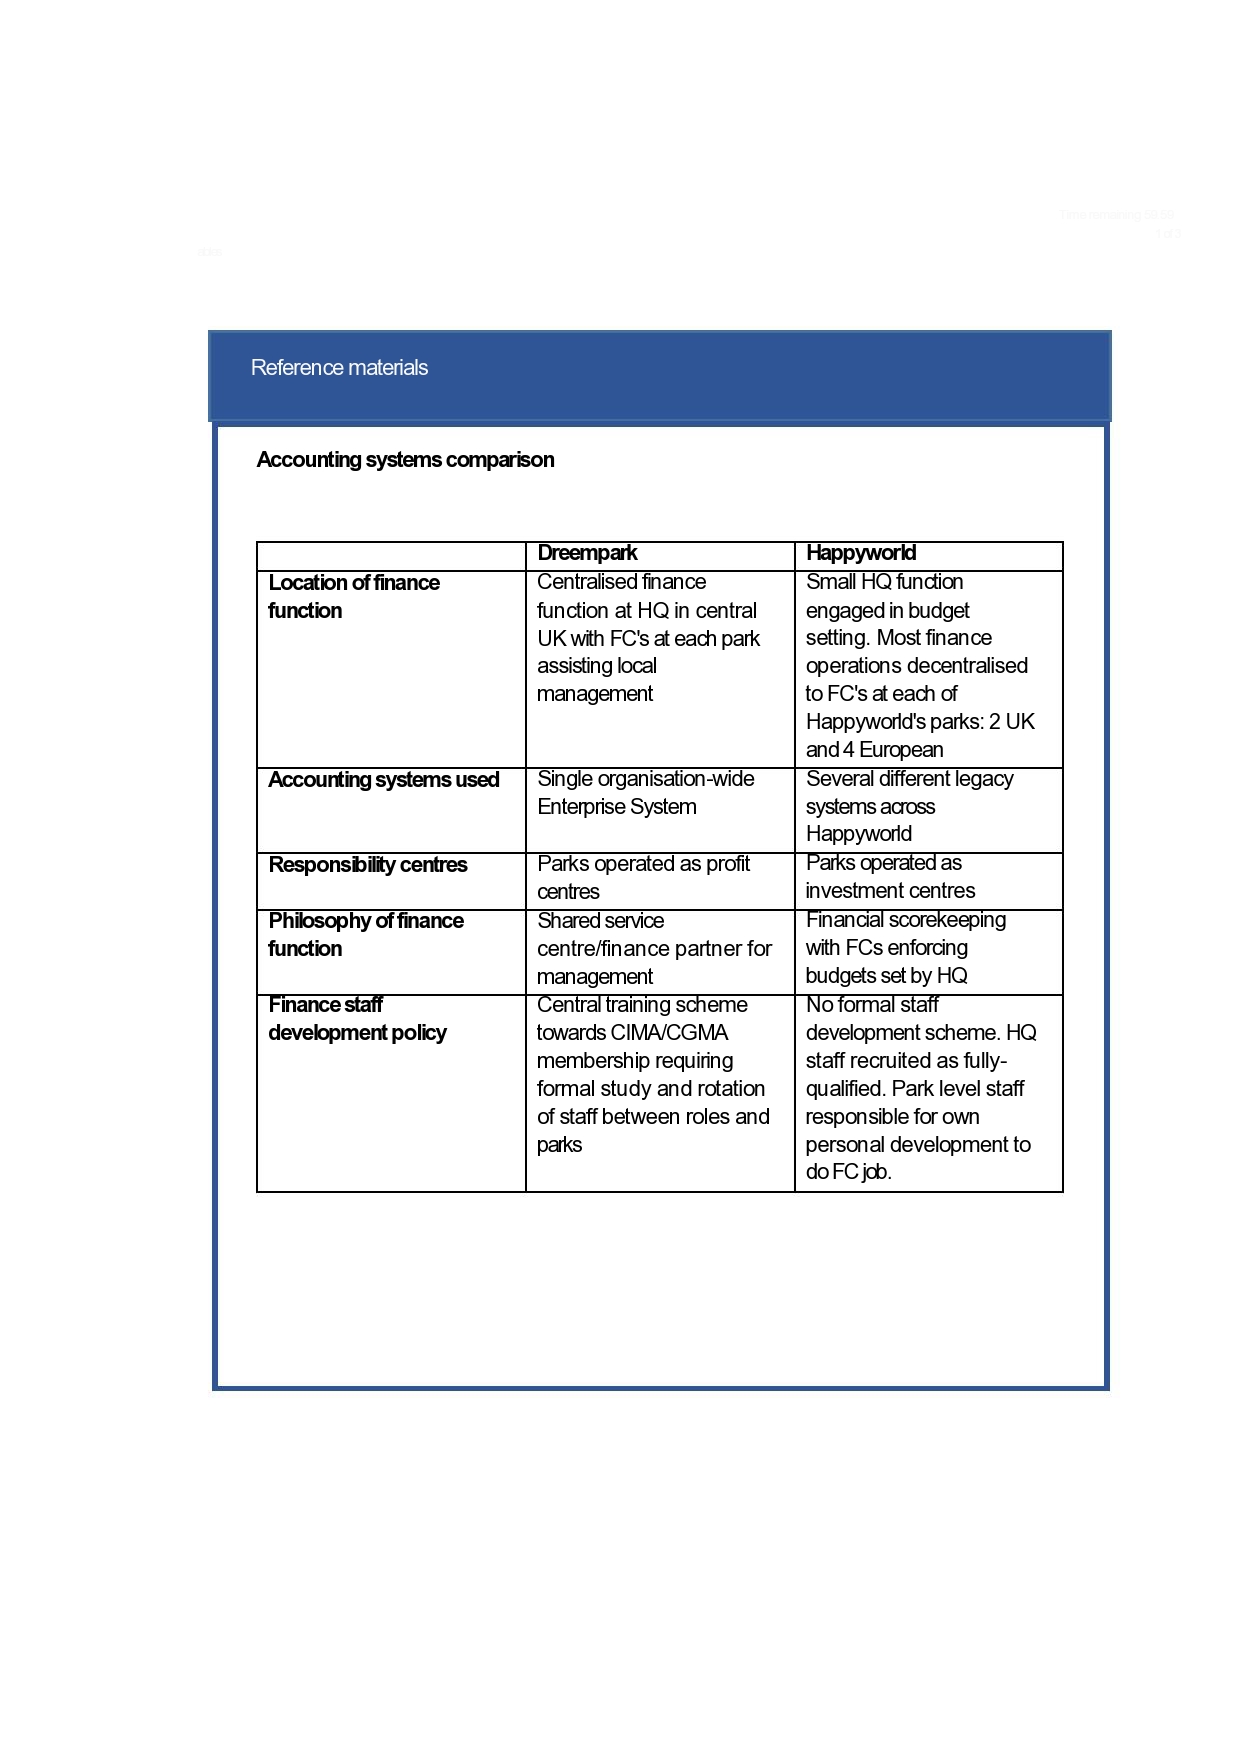 Time remaining 59:59
1 of 5
Reference materials
Accounting systems comparison
Dreempark
Happyworld
Location of finance
function
Centralised finance
function at HQ in central
UK with FC's at each park
assisting local
management
Small HQ function
engaged in budget
setting. Most finance
operations decentralised
to FC's at each of
Happyworld's parks: 2 UK
and 4 European
Accounting systems used
Single organisation-wide
Enterprise System
Several different legacy
systems across
Happyworld
Responsibility centres
Parks operated as profit
centres
Parks operated as
investment centres
Philosophy of finance
function
Shared service
centre/finance partner for
management
Financial scorekeeping
with FCs enforcing
budgets set by HQ
Finance staff
development policy
Central training scheme
towards CIMA/CGMA
membership requiring
formal study and rotation
of staff between roles and
parks
No formal staff
development scheme. HQ
staff recruited as fully-
qualified. Park level staff
responsible for own
personal development to
do FC job.